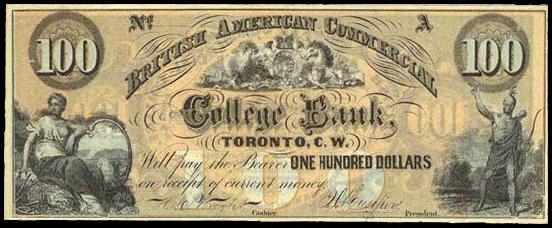 100 Nº A 100
BRITISH AMERICAN COMMERCIAL
College Bank,
TORONTO, C.W.
Will pay the Bearer ONE HUNDRED DOLLARS
on receipt of current money.
Cashier. President.